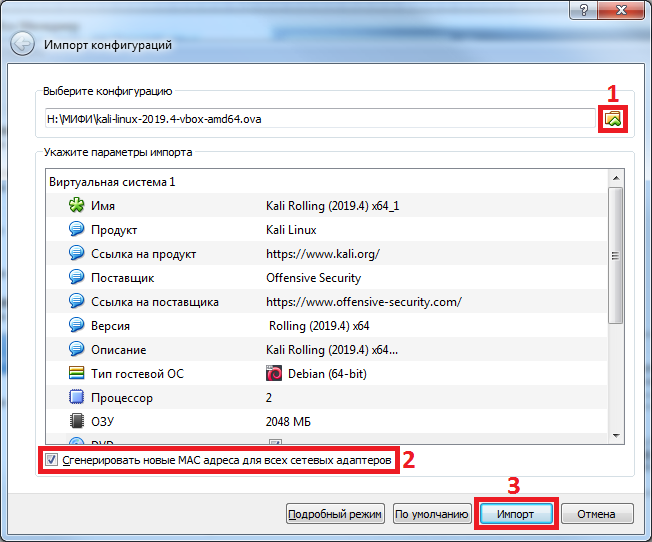 Импорт конфигураций
Выберите конфигурацию
1
H:\МИФИ\kali-linux-2019.4-vbox-amd64.ova
Укажите параметры импорта
Виртуальная система 1
Имя Kali Rolling (2019.4) x64_1
Продукт Kali Linux
Ссылка на продукт https://www.kali.org/
Поставщик Offensive Security
Ссылка на поставщика https://www.offensive-security.com/
Версия Rolling (2019.4) x64
Описание Kali Rolling (2019.4) x64...
Тип гостевой ОС Debian (64-bit)
Процессор 2
ОЗУ 2048 МБ
Сгенерировать новые MAC адреса для всех сетевых адаптеров 2
3
Подробный режим По умолчанию Импорт Отмена